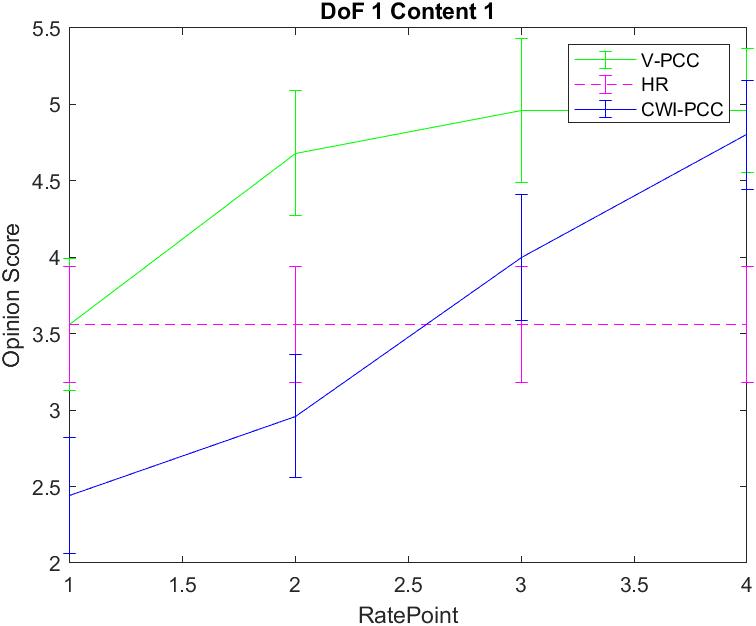 DoF 1 Content 1
5.5
5
4.5
4
3.5
3
2.5
2
Opinion Score
V-PCC
HR
CWI-PCC
1 1.5 2 2.5 3 3.5 4
RatePoint